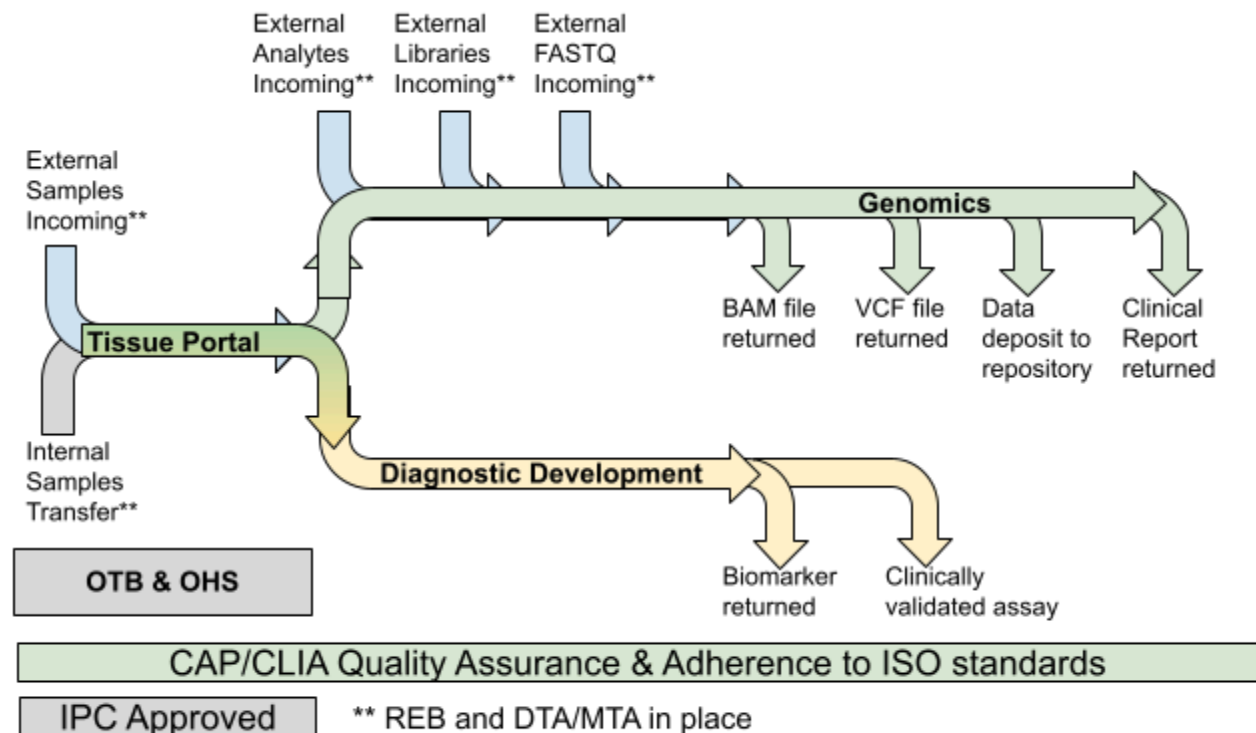 External
Analytes
Incoming**
External
Libraries
Incoming**
External
FASTQ
Incoming**
External
Samples
Incoming**
Genomics
BAM file
returned
VCF file
returned
Data
deposit to
repository
Clinical
Report
returned
Tissue Portal
Internal
Samples
Transfer**
Diagnostic Development
Biomarker
returned
Clinically
validated assay
OTB & OHS
CAP/CLIA Quality Assurance & Adherence to ISO standards
IPC Approved
** REB and DTA/MTA in place